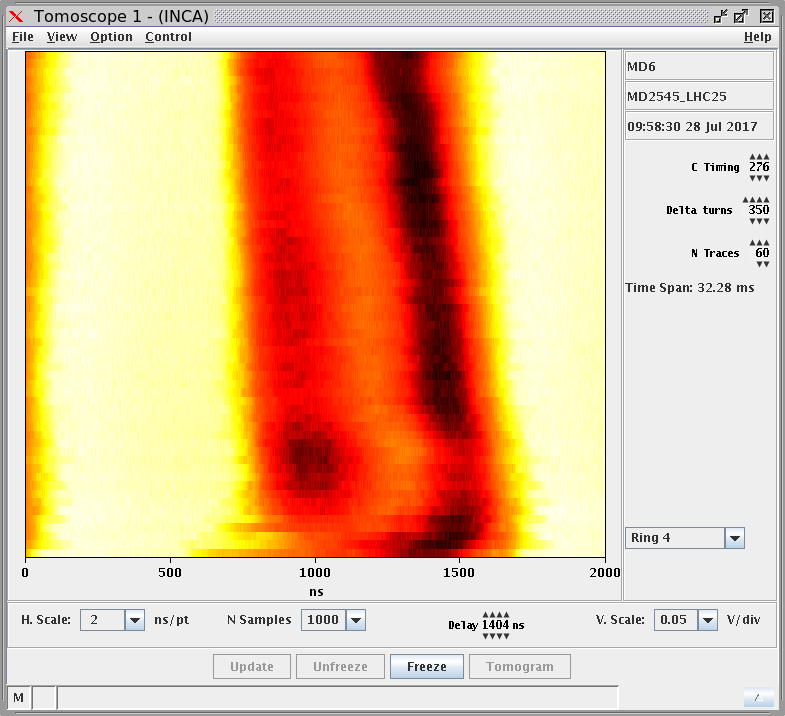 Tomoscope 1 - (INCA)
File View Option Control Help
MD6
MD2545_LHC25
09:58:30 28 Jul 2017
C Timing 276
Delta turns 350
N Traces 60
Time Span: 32.28 ms
Ring 4
0 500 1000 1500 2000
ns
H. Scale: 2 ns/pt N Samples 1000 Delay 1404 ns V. Scale: 0.05 V/div
Update Unfreeze Freeze Tomogram
M